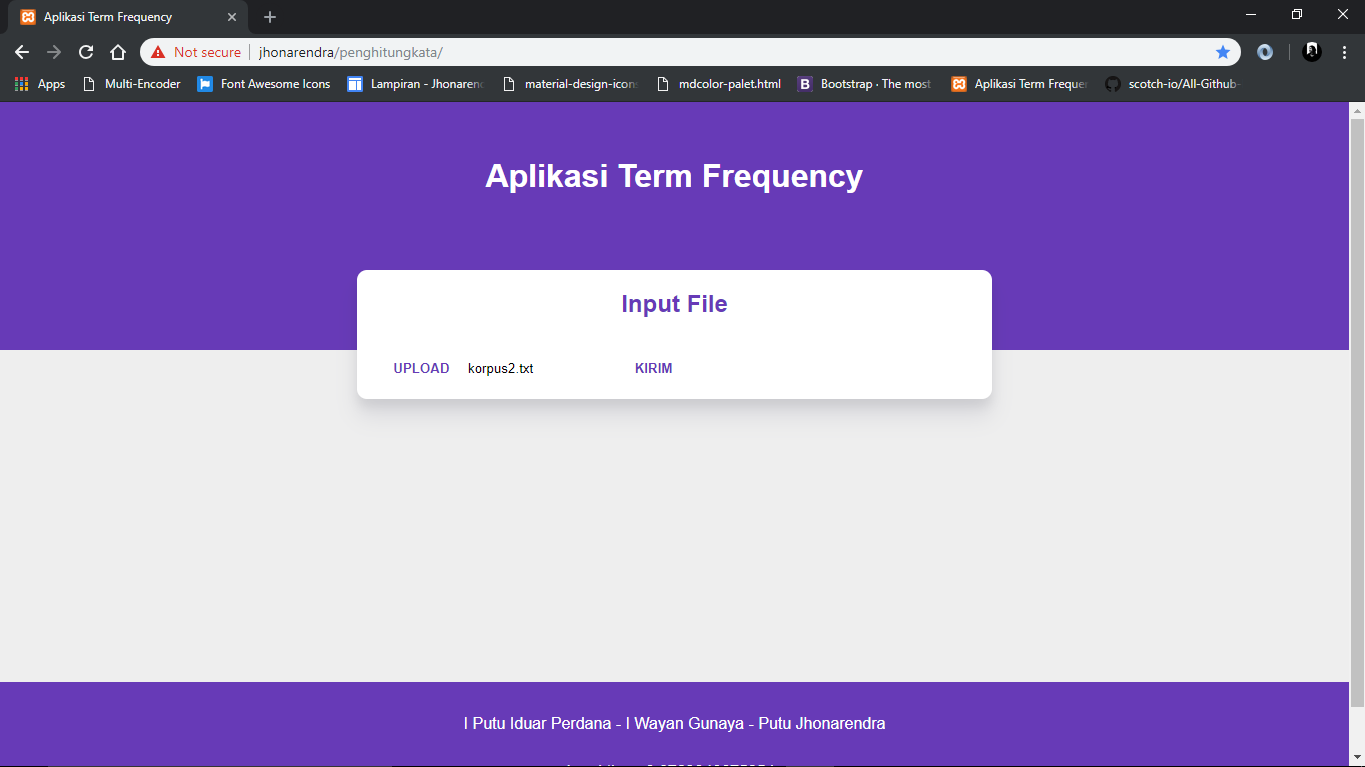 Aplikasi Term Frequency
Not secure jhonarendra/penghitungkata/
Apps Multi-Encoder Font Awesome Icons Lampiran - Jhonarend material-design-icons mdcolor-palet.html Bootstrap · The most Aplikasi Term Frequen scotch-io/All-Github-
Aplikasi Term Frequency
Input File
UPLOAD korpus2.txt KIRIM
I Putu Iduar Perdana - I Wayan Gunaya - Putu Jhonarendra